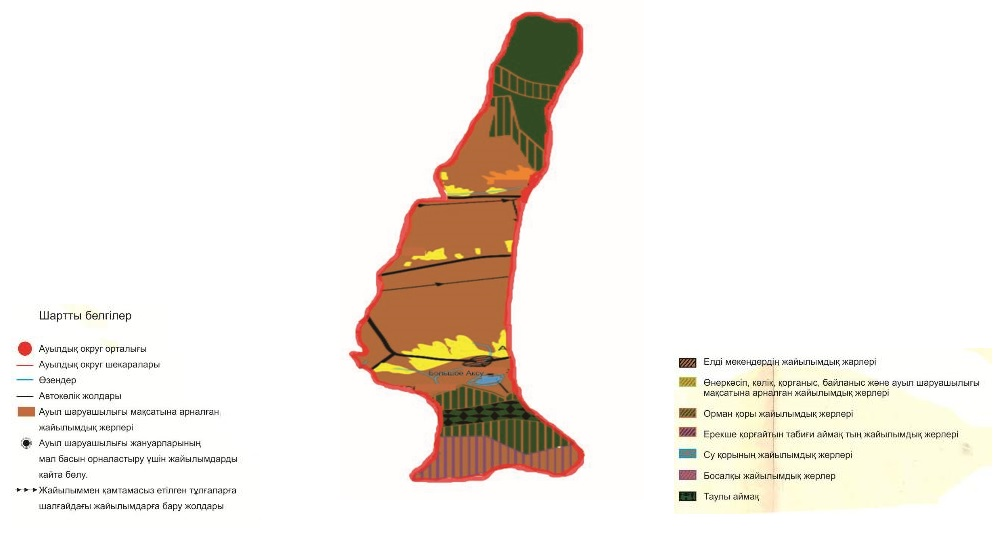 Большое Аксу
Шартты белгілер
Ауылдық округ орталығы
Ауылдық округ шекаралары
Өзендер
Автокөлік жолдары
Ауыл шаруашылығы мақсатына арналған
жайылымдық жерлері
Ауыл шаруашылығы жануарларының
мал басын орналастыру үшін жайылымдарды
қайта бөлу.
Жайылыммен қамтамасыз етілген тұлғаларға
шалғайдағы жайылымдарға бару жолдары
Елді мекендердің жайылымдық жәрлері
Өнеркәсіп, көлік, қорғаныс, байланыс және ауыл шаруашылығы
мақсатына арналған жайылымдық жерлері
Орман қоры жайылымдық жерлері
Ерекше қорғайтын табиғи аймақ тың жайылымдық жерлері
Су қорының жайылымдық жерлері
Босалқы жайылымдық жерлер
Таулы аймақ